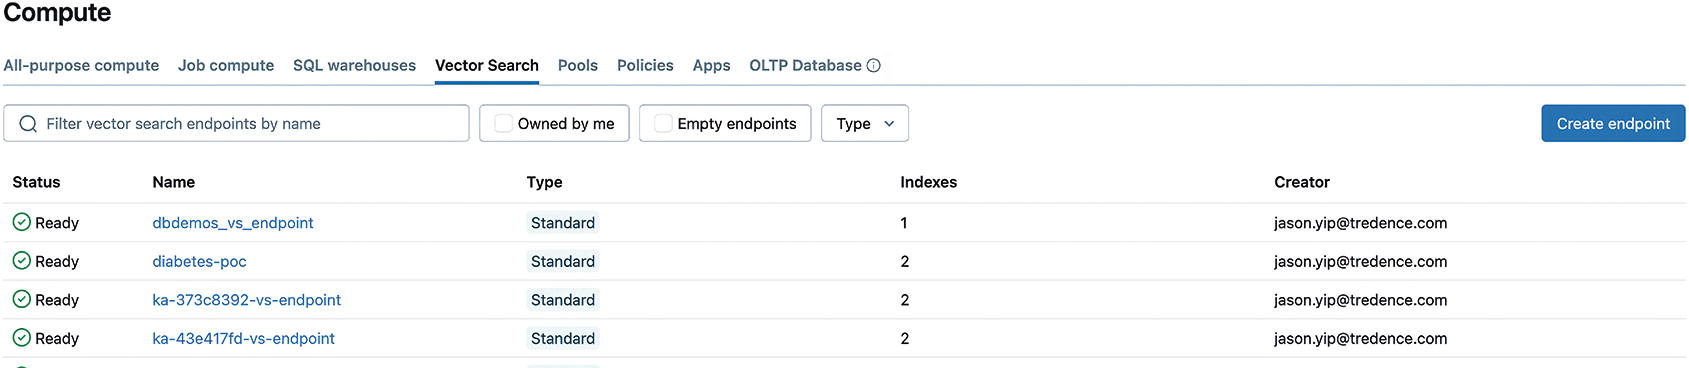 Compute
All-purpose compute Job compute SQL warehouses Vector Search Pools Policies Apps OLTP Database
Filter vector search endpoints by name Owned by me Empty endpoints Type Create endpoint
Status Name Type Indexes Creator
Ready dbdemos_vs_endpoint Standard 1 jason.yip@tredence.com
Ready diabetes-poc Standard 2 jason.yip@tredence.com
Ready ka-373c8392-vs-endpoint Standard 2 jason.yip@tredence.com
Ready ka-43e417fd-vs-endpoint Standard 2 jason.yip@tredence.com